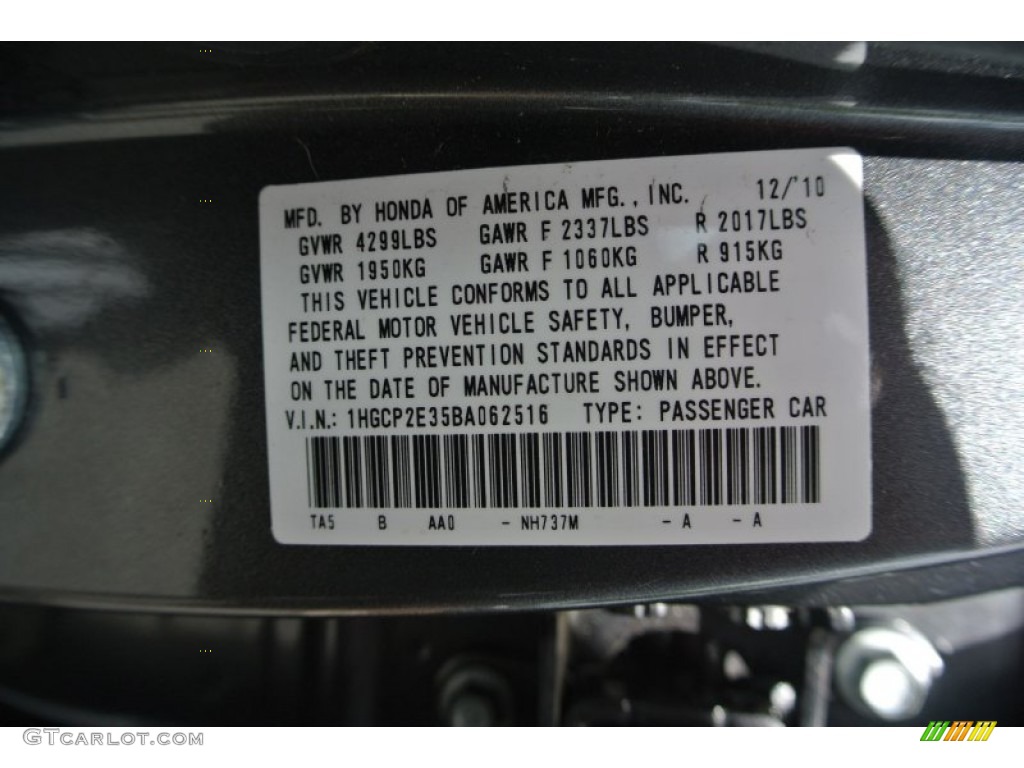 MFD. BY HONDA OF AMERICA MFG., INC. 12/'10
GVWR 4299LBS GAWR F 2337LBS R 2017LBS
GVWR 1950KG GAWR F 1060KG R 915KG
THIS VEHICLE CONFORMS TO ALL APPLICABLE
FEDERAL MOTOR VEHICLE SAFETY, BUMPER,
AND THEFT PREVENTION STANDARDS IN EFFECT
ON THE DATE OF MANUFACTURE SHOWN ABOVE.
V.I.N.: 1HGCP2E35BA062516 TYPE: PASSENGER CAR
TA5 B AA0 - NH737M - A - A
GTcarlot.com